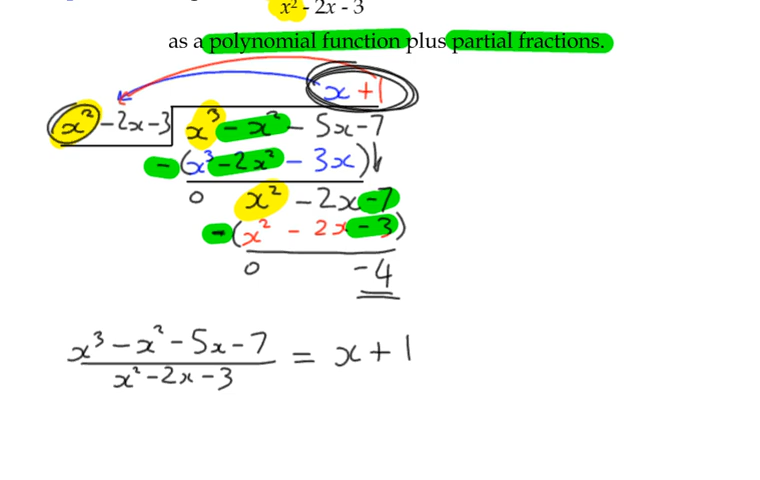 x² - 2x - 3
as a polynomial function plus partial fractions.
x +1
x² -2x -3 x³ - x² - 5x -7
- (x³ -2x² - 3x)
0 x² - 2x -7
- (x² - 2x - 3)
0 -4
x³ - x² - 5x - 7 = x + 1
x² - 2x - 3